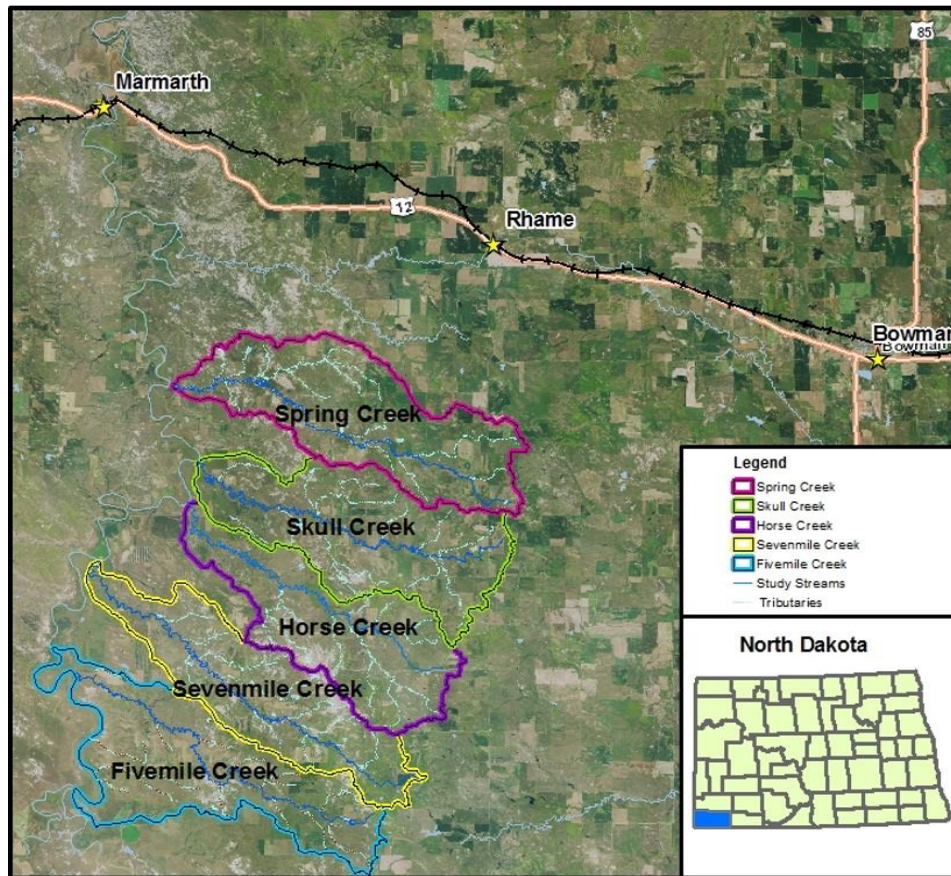 85
Marmarth
12
Rhame
Bowman
Bowman
Spring Creek
Skull Creek
Horse Creek
Sevenmile Creek
Fivemile Creek
Legend
Spring Creek
Skull Creek
Horse Creek
Sevenmile Creek
Fivemile Creek
Study Streams
Tributaries
North Dakota